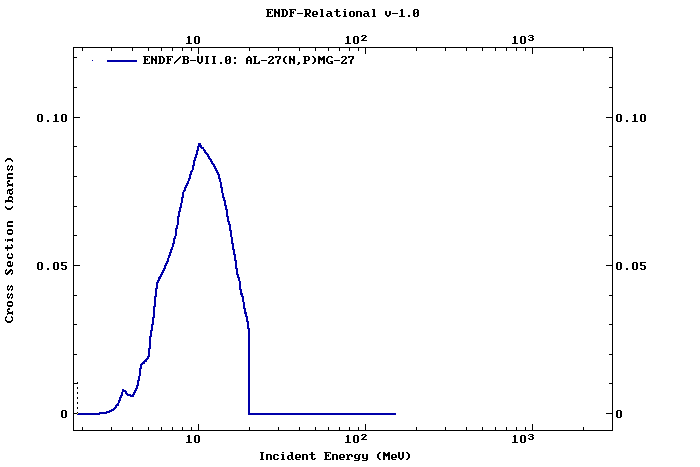 ENDF-Relational v-1.0
10 10² 10³
ENDF/B-VII.0: AL-27(N,P)MG-27
0.10 0.10
0.05 0.05
0 0
Cross Section (barns)
10 10² 10³
Incident Energy (MeV)